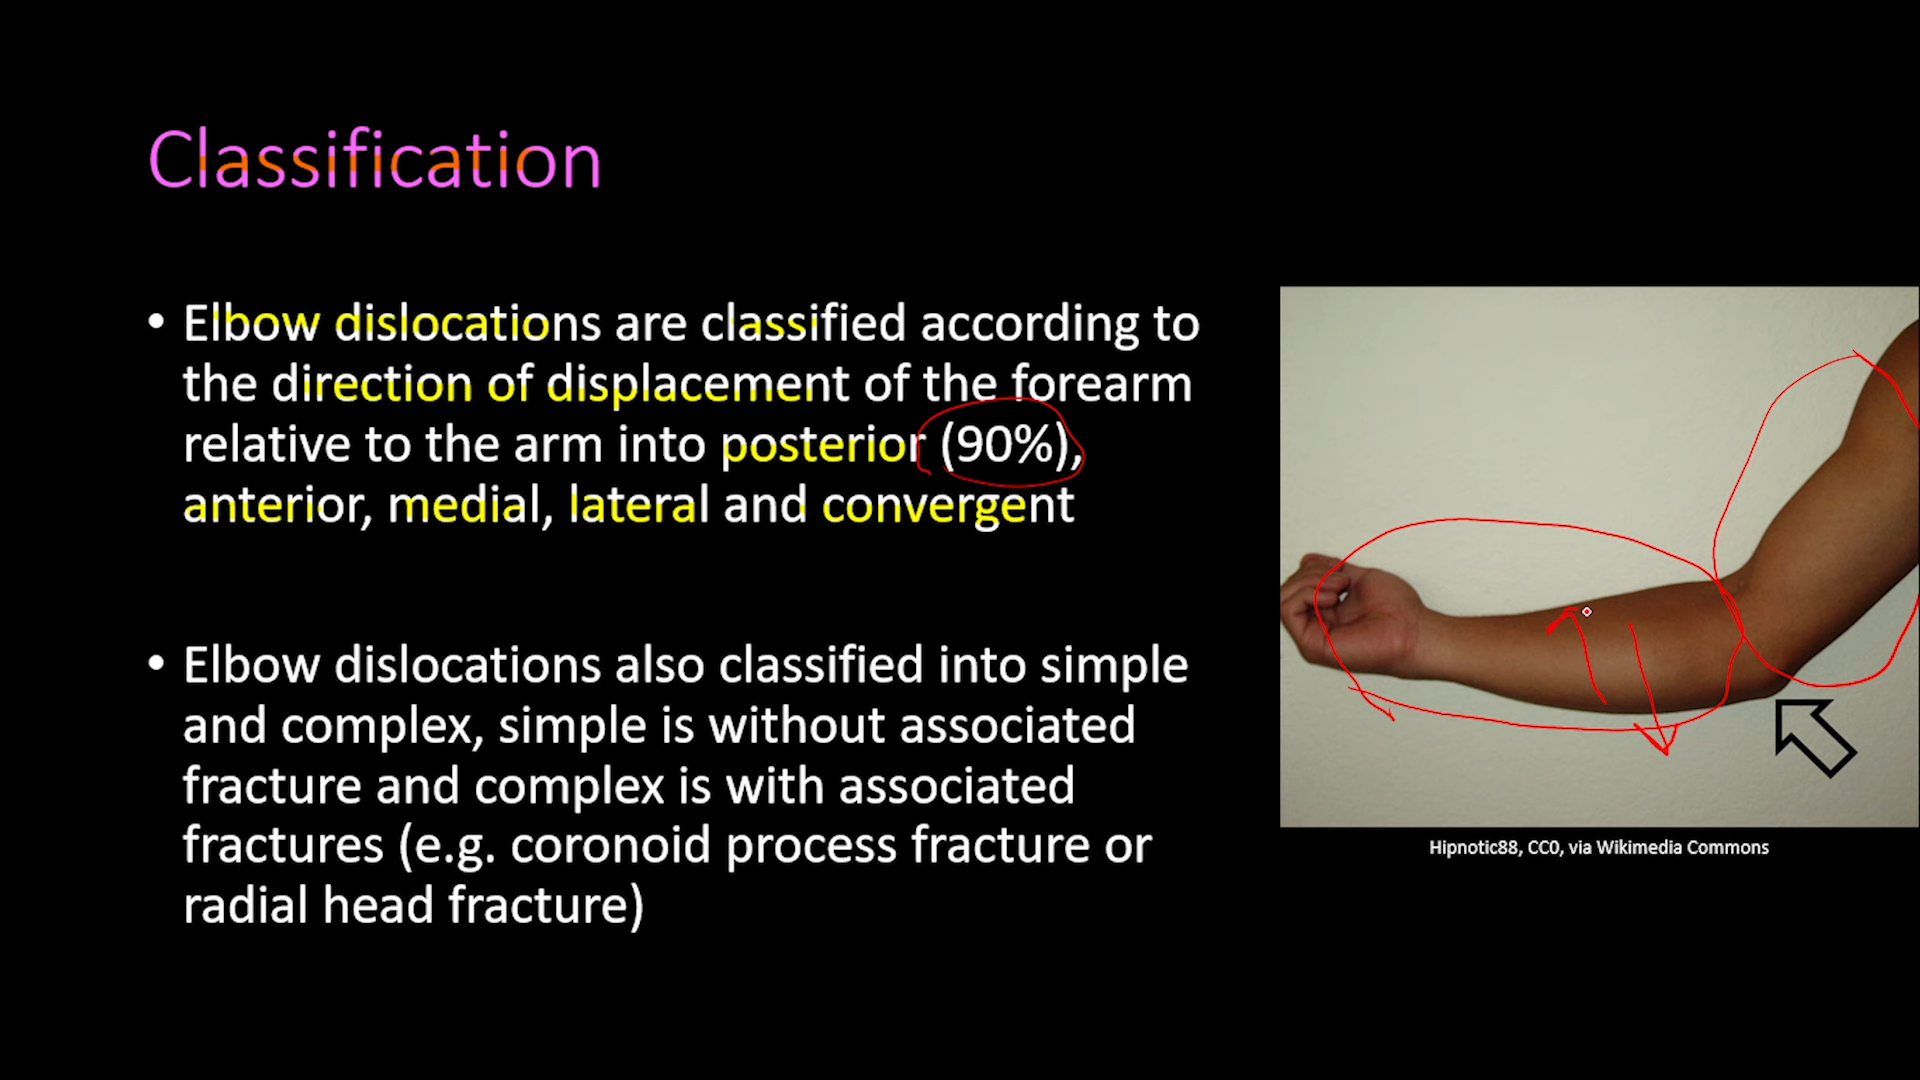 Classification
• Elbow dislocations are classified according to
the direction of displacement of the forearm
relative to the arm into posterior (90%),
anterior, medial, lateral and convergent
• Elbow dislocations also classified into simple
and complex, simple is without associated
fracture and complex is with associated
fractures (e.g. coronoid process fracture or
radial head fracture)
Hipnotic88, CC0, via Wikimedia Commons